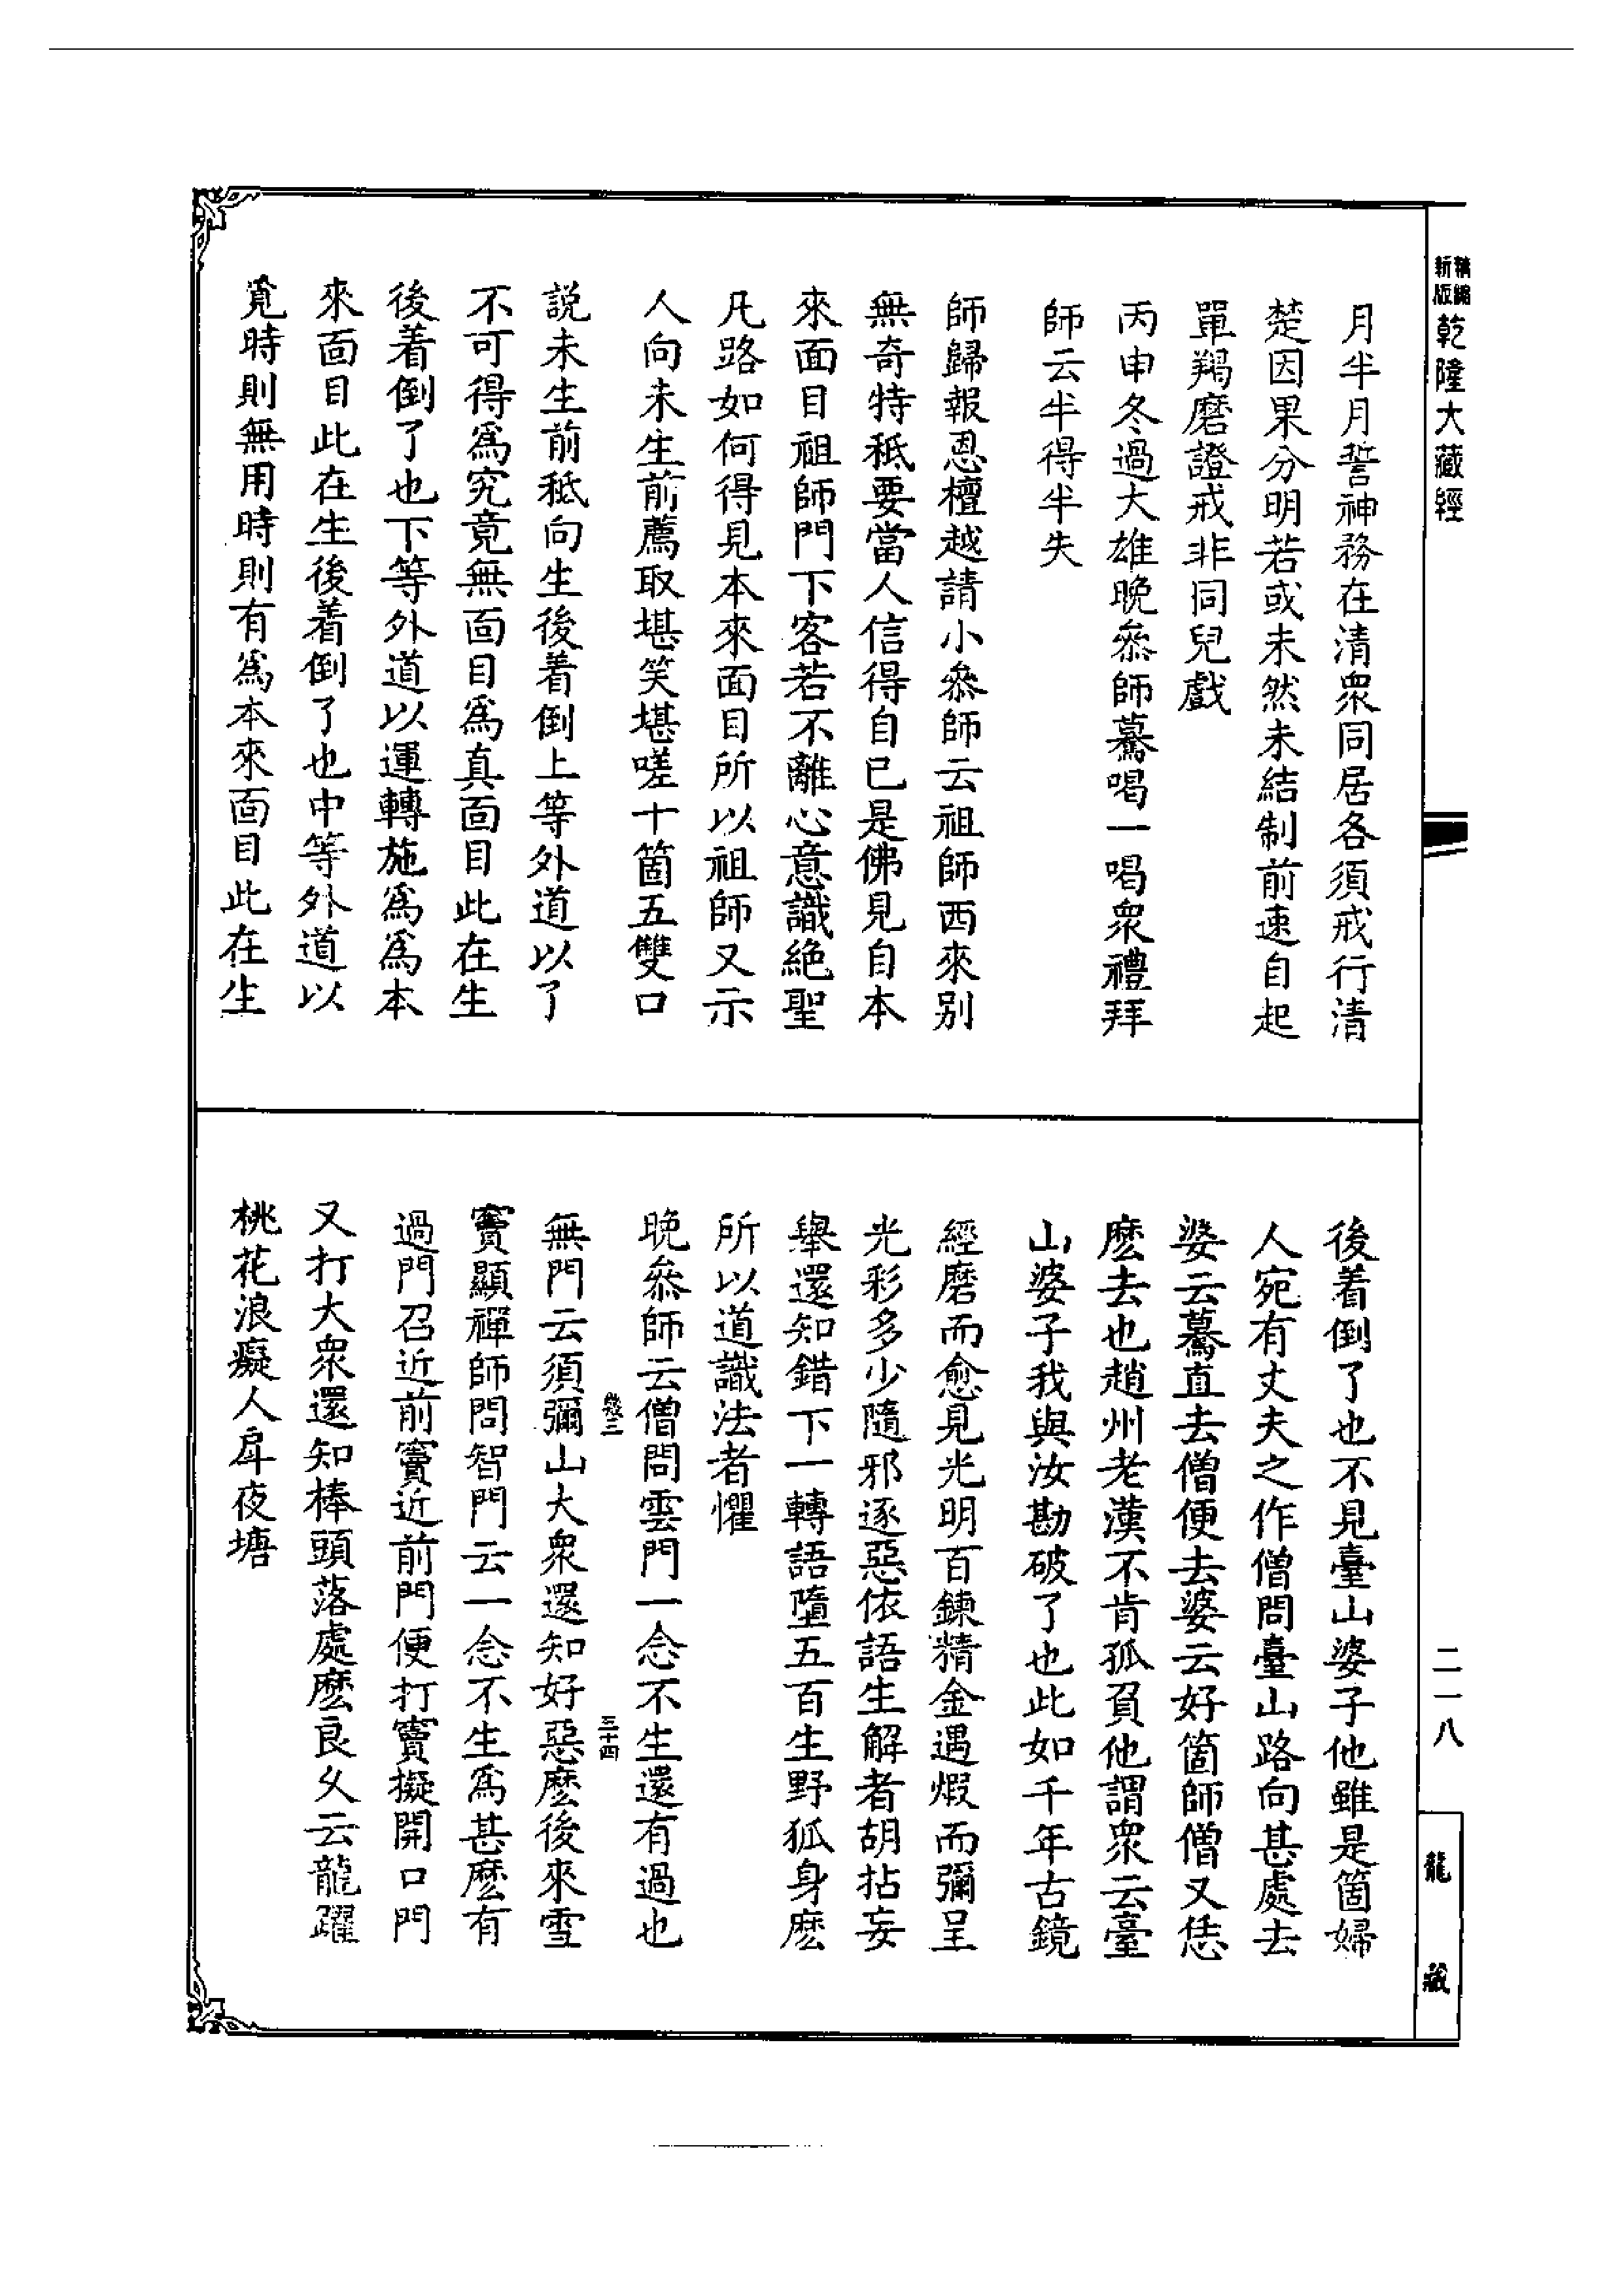 新編縮版
乾隆大藏經
月半月誓神務在清衆同居各須戒行清
楚因果分明若或未然未結制前速自起
單羯磨證戒非同兒戲
丙申冬過大雄晚叅師驀喝一喝衆禮拜
師云半得半失
師歸報恩檀越請小叅師云祖師西來別
無奇特秪要當人信得自已是佛見自本
來面目祖師門下客若不離心意識絕聖
凡路如何得見本來面目所以祖師又示
人向未生前薦取堪笑堪嗟十箇五雙口
説未生前秪向生後着倒上等外道以了
不可得爲究竟無面目爲真面目此在生
後着倒了也下等外道以運轉施爲爲本
來面目此在生後着倒了也中等外道以
覔時則無用時則有爲本來面目此在生
後着倒了也不見臺山婆子他雖是箇婦
人宛有丈夫之作僧問臺山路向甚處去
婆云驀直去僧便去婆云好箇師僧又恁
麽去也趙州老漢不肯孤負他謂衆云臺
山婆子我與汝勘破了也此如千年古鏡
經磨而愈見光明百鍊精金遇煆而彌呈
光彩多少隨邪逐惡依語生解者胡拈妄
舉還知錯下一轉語墮五百生野狐身麽
所以道識法者懼
晚叅師云僧問雲門一念不生還有過也
三十四
無門云須彌山大衆還知好惡麽後來雪
竇顯禪師問智門云一念不生爲甚麽有
過門召近前竇近前門便打竇擬開口門
又打大衆還知棒頭落處麽良久云龍躍
桃花浪癡人戽夜塘
二一八
龍藏